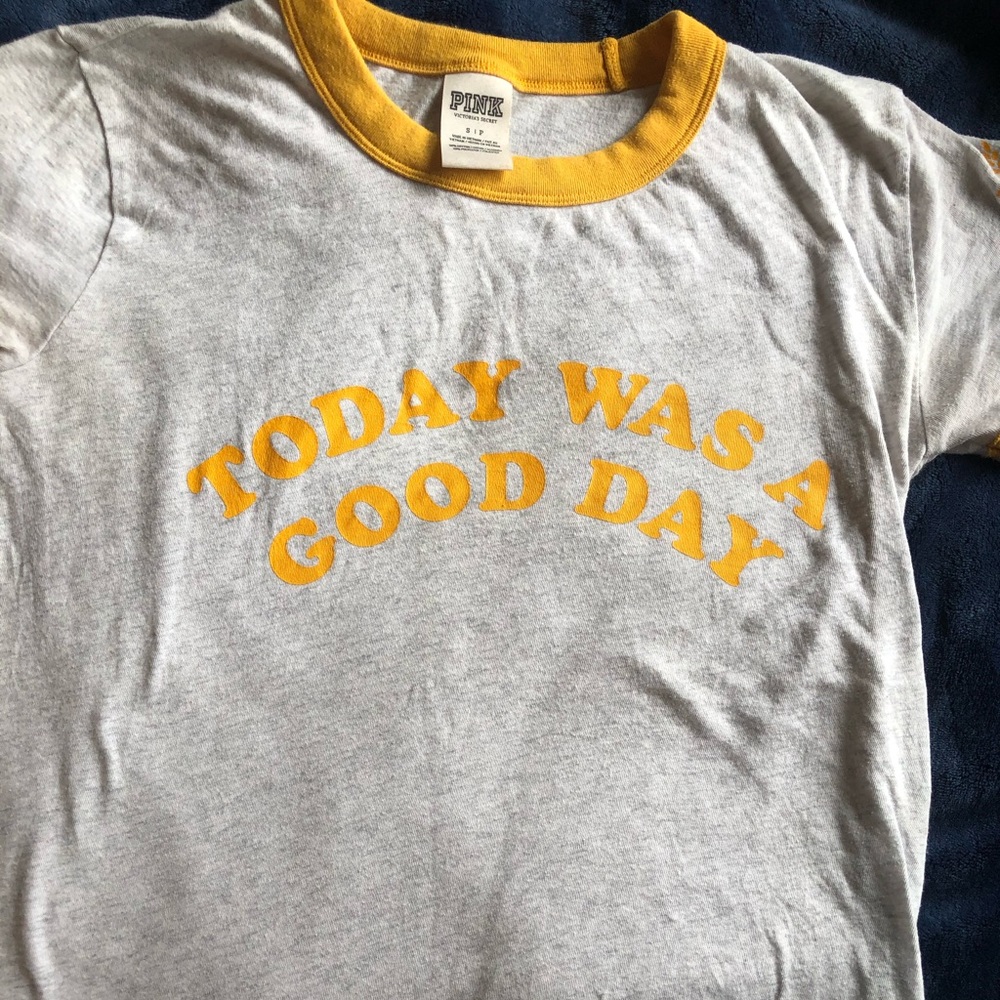 PINK
VICTORIA'S SECRET
S | P
TODAY WAS A
GOOD DAY